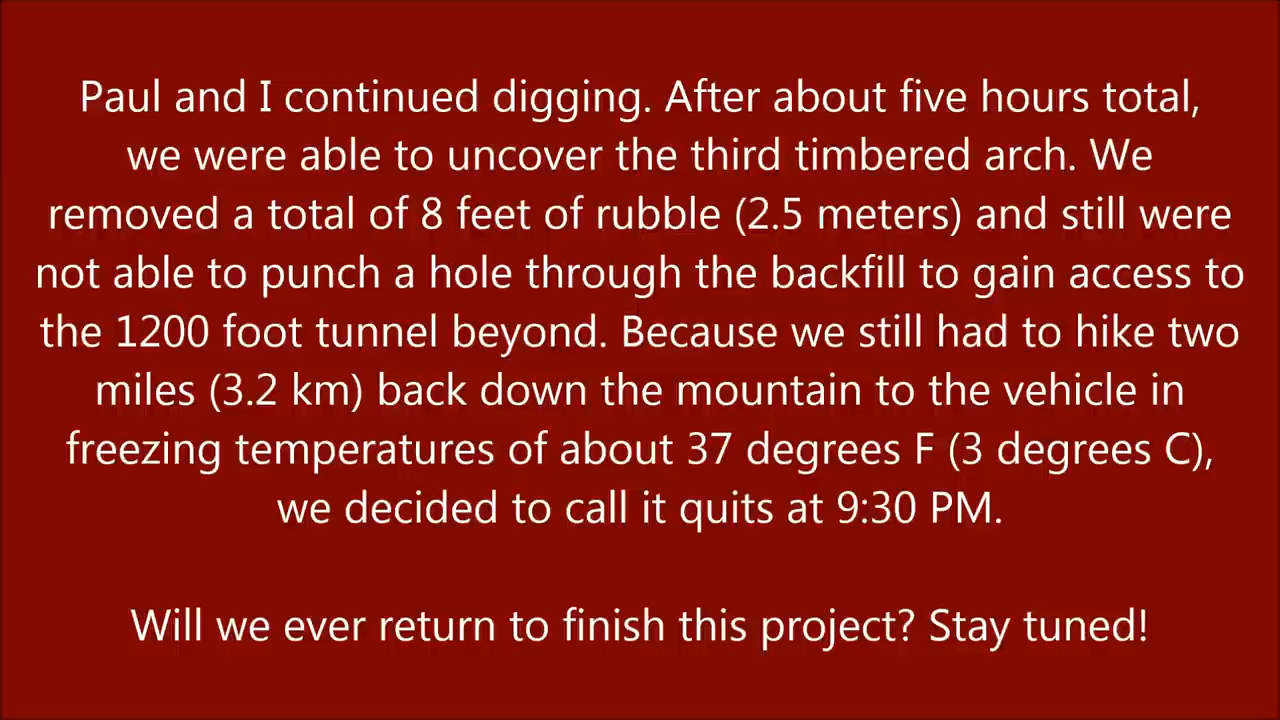 Paul and I continued digging. After about five hours total,
we were able to uncover the third timbered arch. We
removed a total of 8 feet of rubble (2.5 meters) and still were
not able to punch a hole through the backfill to gain access to
the 1200 foot tunnel beyond. Because we still had to hike two
miles (3.2 km) back down the mountain to the vehicle in
freezing temperatures of about 37 degrees F (3 degrees C),
we decided to call it quits at 9:30 PM.
Will we ever return to finish this project? Stay tuned!